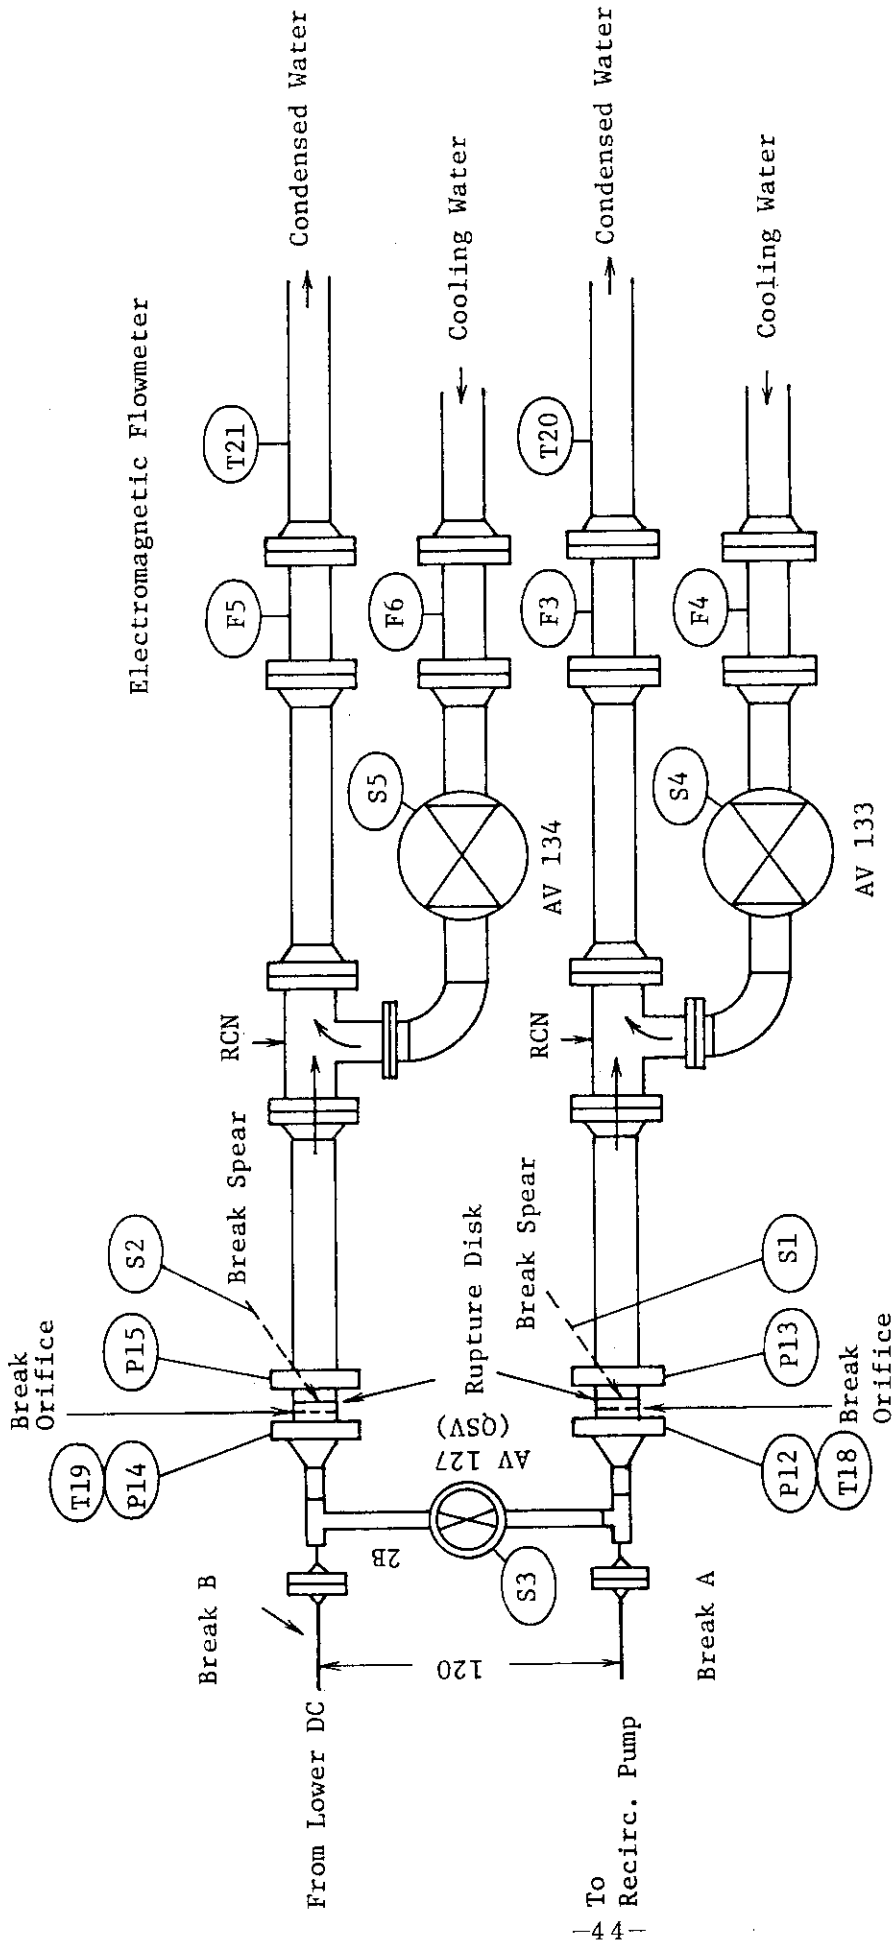 Electromagnetic Flowmeter
Break
Orifice
T19
P14
P15
S2
Break Spear
RCN
F5
T21
Condensed Water
Break B
From Lower DC
2B
AV 127
(QSV)
S3
120
Rupture Disk
S5
AV 134
F6
Cooling Water
To
Recirc. Pump
Break A
Break Spear
RCN
F3
T20
Condensed Water
P12
T18
P13
S1
Break
Orifice
S4
AV 133
F4
Cooling Water
-44-